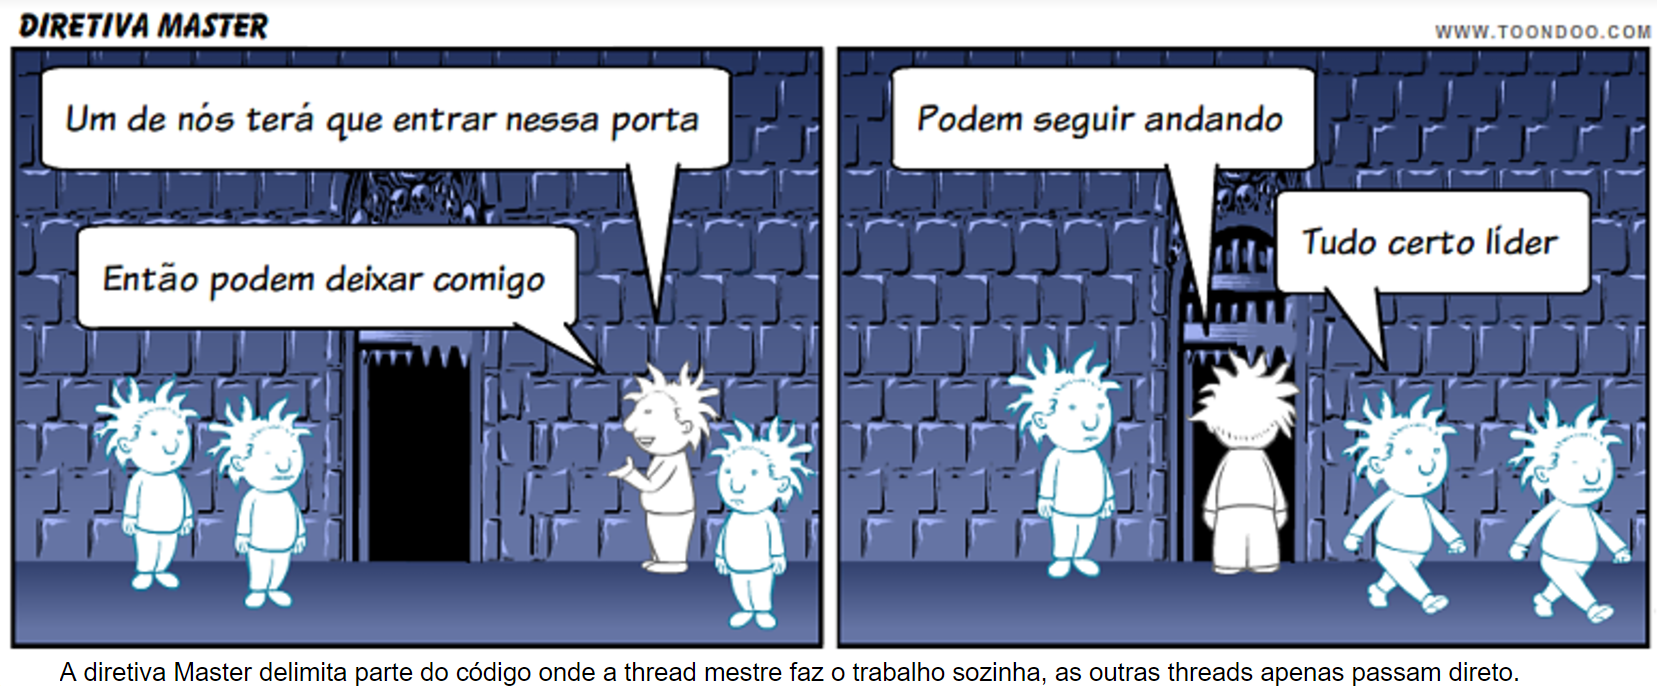 DIRETIVA MASTER
WWW.TOONDOO.COM
Um de nós terá que entrar nessa porta
Então podem deixar comigo
Podem seguir andando
Tudo certo líder
A diretiva Master delimita parte do código onde a thread mestre faz o trabalho sozinha, as outras threads apenas passam direto.